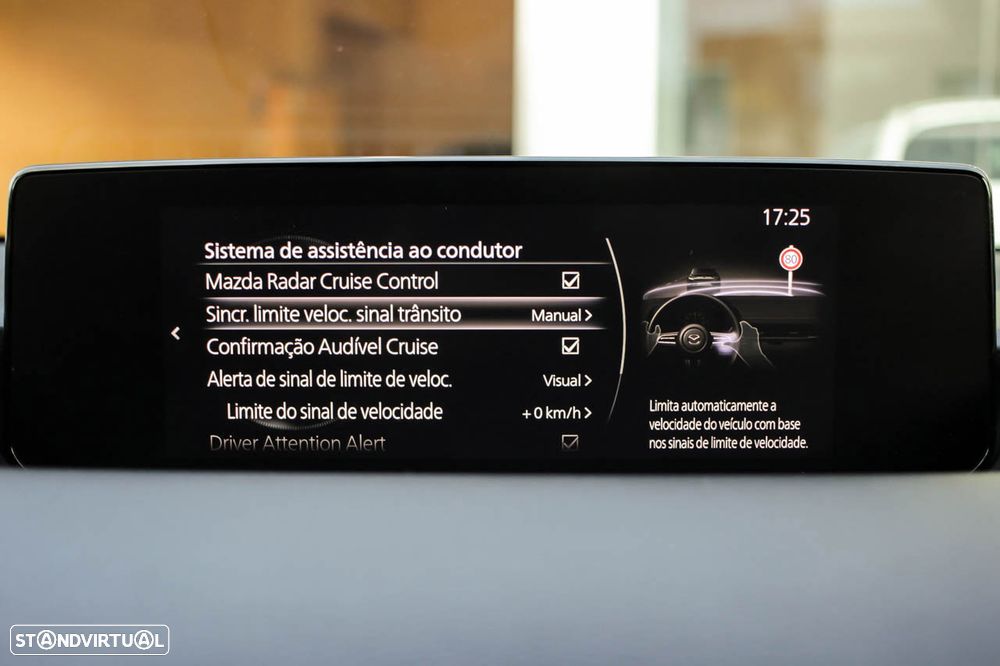 17:25
Sistema de assistência ao condutor
Mazda Radar Cruise Control
Sincr. limite veloc. sinal trânsito Manual
Confirmação Audível Cruise
Alerta de sinal de limite de veloc. Visual
Limite do sinal de velocidade +0 km/h
Driver Attention Alert
80
Limita automaticamente a
velocidade do veículo com base
nos sinais de limite de velocidade.
STANDVIRTUAL